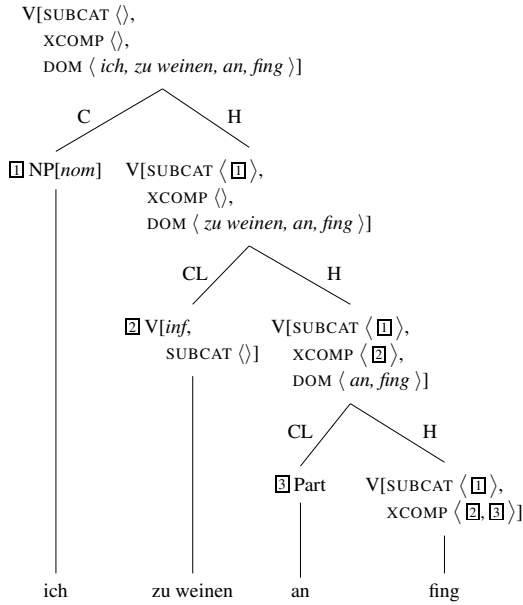 V[SUBCAT ⟨⟩,
XCOMP ⟨⟩,
DOM ⟨ ich, zu weinen, an, fing ⟩]
C H
1 NP[nom] V[SUBCAT ⟨ 1 ⟩,
XCOMP ⟨⟩,
DOM ⟨ zu weinen, an, fing ⟩]
CL H
2 V[inf, V[SUBCAT ⟨ 1 ⟩,
SUBCAT ⟨⟩] XCOMP ⟨ 2 ⟩,
DOM ⟨ an, fing ⟩]
CL H
3 Part V[SUBCAT ⟨ 1 ⟩,
XCOMP ⟨ 2, 3 ⟩]
ich zu weinen an fing